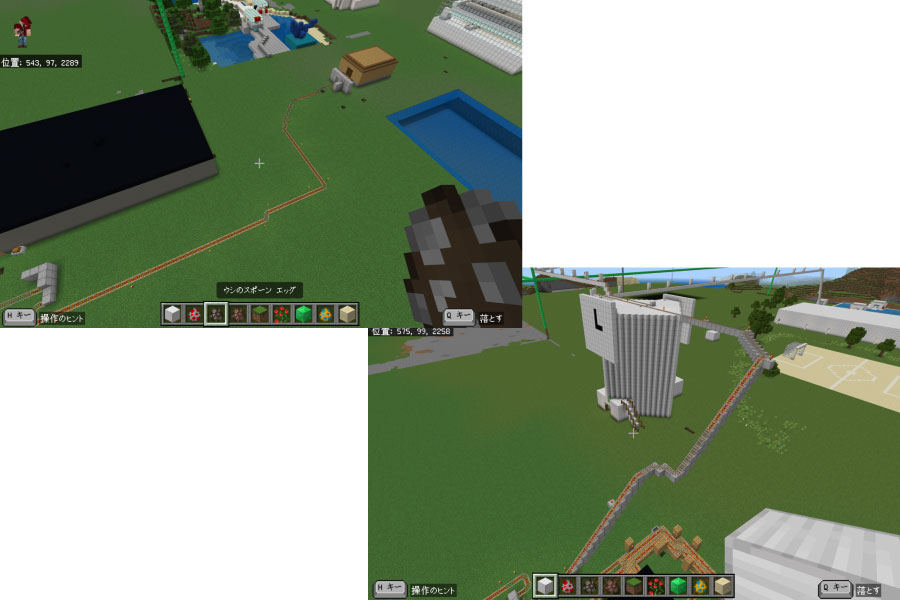 位置: 543, 97, 2289
ウシのスポーン エッグ
H キー 操作のヒント
Q キー 落とす
位置: 575, 99, 2258
L
H キー 操作のヒント
Q キー 落とす